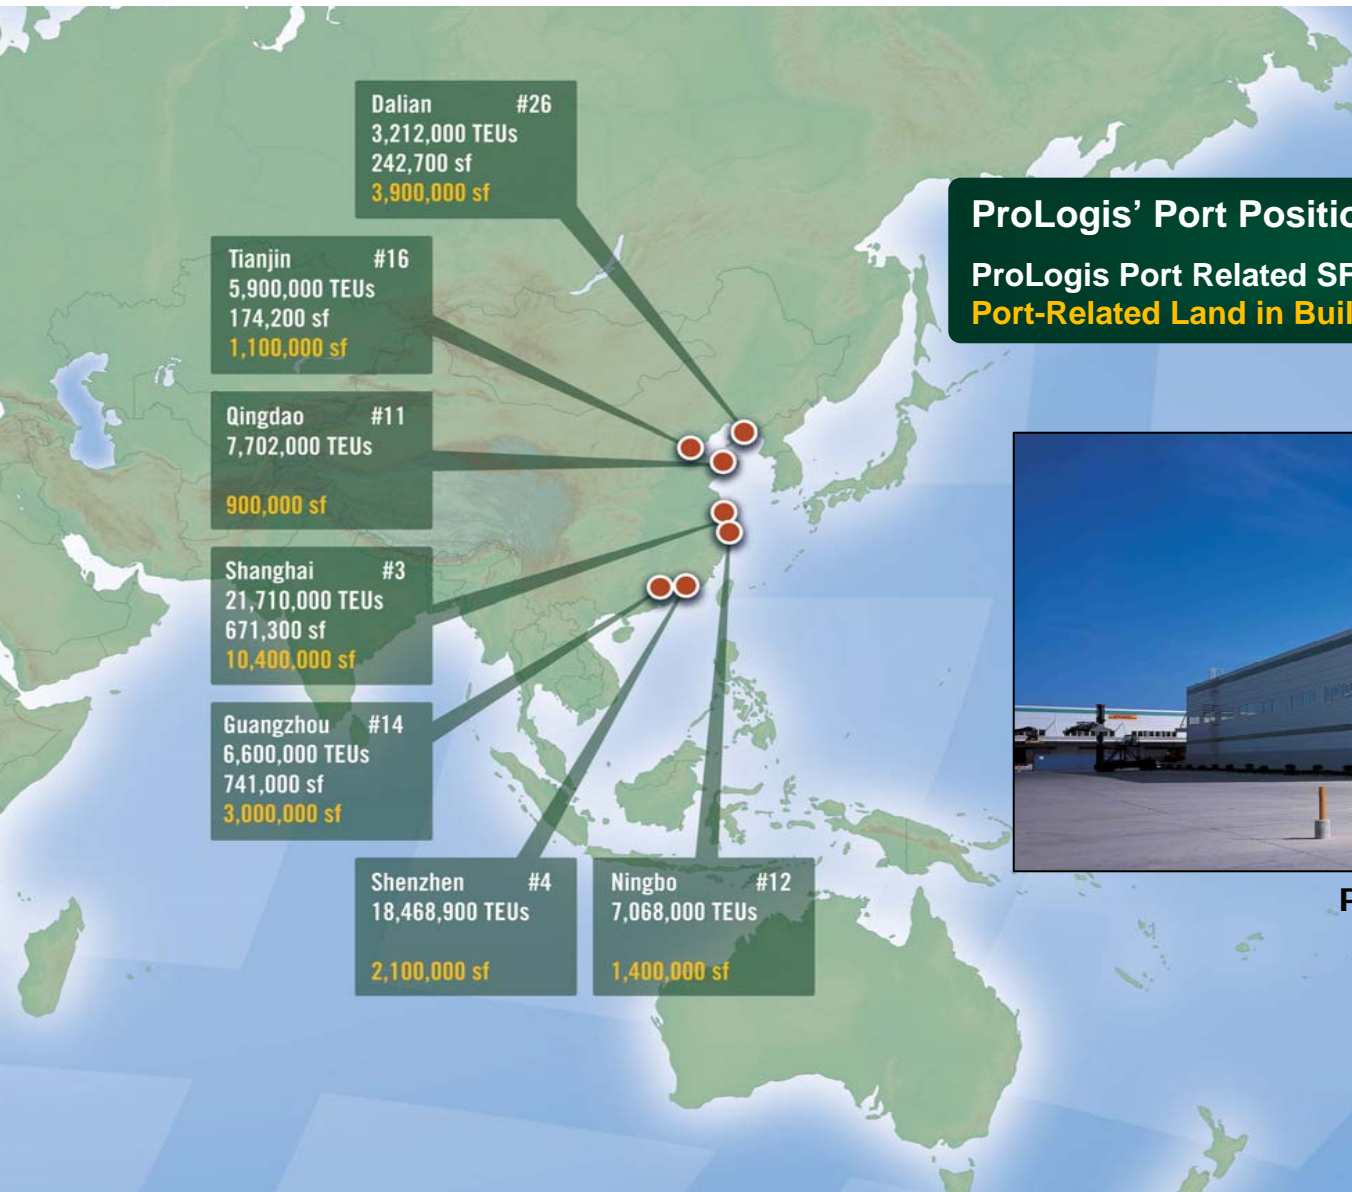 Dalian #26
3,212,000 TEUs
242,700 sf
3,900,000 sf
ProLogis’ Port Positio
ProLogis Port Related SF
Port-Related Land in Buil
Tianjin #16
5,900,000 TEUs
174,200 sf
1,100,000 sf
Qingdao #11
7,702,000 TEUs
900,000 sf
Shanghai #3
21,710,000 TEUs
671,300 sf
10,400,000 sf
Guangzhou #14
6,600,000 TEUs
741,000 sf
3,000,000 sf
Shenzhen #4
18,468,900 TEUs
2,100,000 sf
Ningbo #12
7,068,000 TEUs
1,400,000 sf